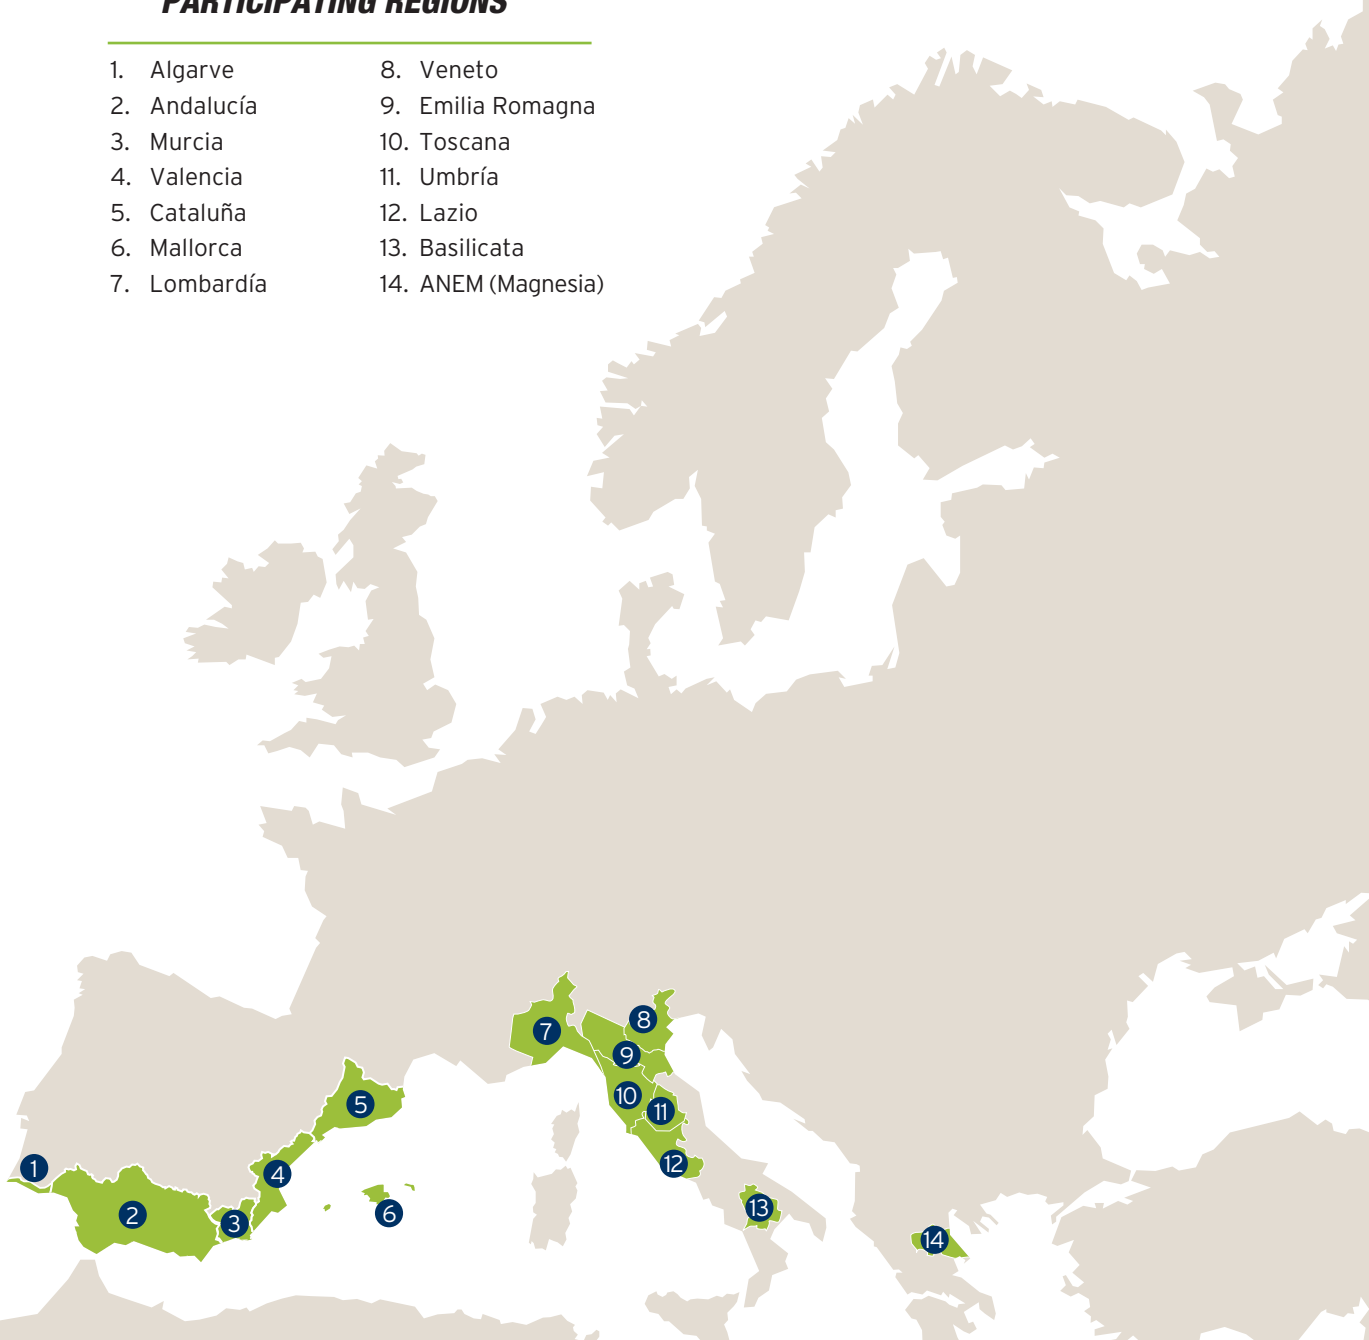 PARTICIPATING REGIONS
1. Algarve
2. Andalucía
3. Murcia
4. Valencia
5. Cataluña
6. Mallorca
7. Lombardía
8. Veneto
9. Emilia Romagna
10. Toscana
11. Umbría
12. Lazio
13. Basilicata
14. ANEM (Magnesia)
8
7
9
10
5
11
12
1
4
13
6
2
3
14